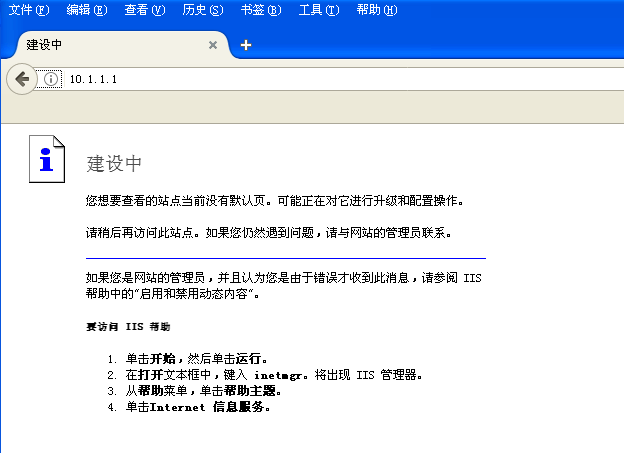 文件(F) 编辑(E) 查看(V) 历史(S) 书签(B) 工具(T) 帮助(H)
建设中
10.1.1.1
建设中
您想要查看的站点当前没有默认页。可能正在对它进行升级和配置操作。
请稍后再访问此站点。如果您仍然遇到问题，请与网站的管理员联系。
如果您是网站的管理员，并且认为您是由于错误才收到此消息，请参阅 IIS
帮助中的"启用和禁用动态内容"。
要访问 IIS 帮助
1. 单击开始，然后单击运行。
2. 在打开文本框中，键入 inetmgr。将出现 IIS 管理器。
3. 从帮助菜单，单击帮助主题。
4. 单击Internet 信息服务。